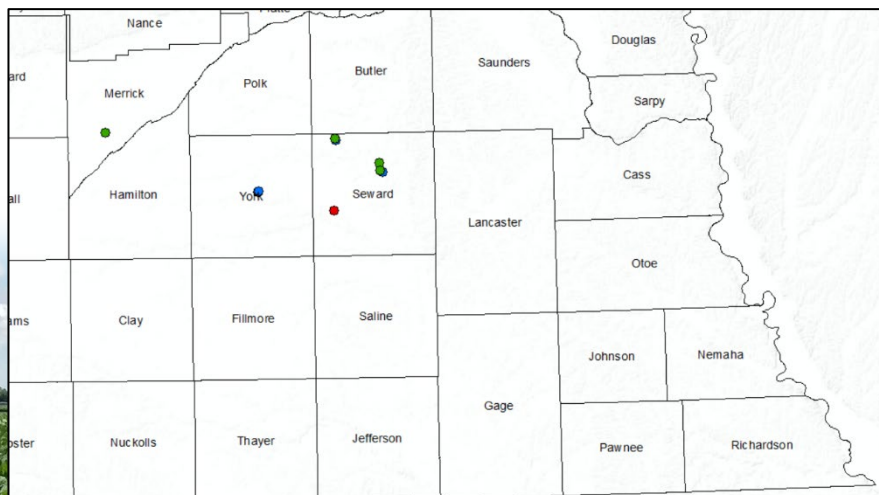 Nance
Douglas
Butler
Saunders
Polk
Merrick
Sarpy
Cass
York
Seward
Hamilton
Lancaster
Otoe
Clay
Fillmore
Saline
Johnson
Nemaha
Gage
Nuckolls
Thayer
Jefferson
Pawnee
Richardson